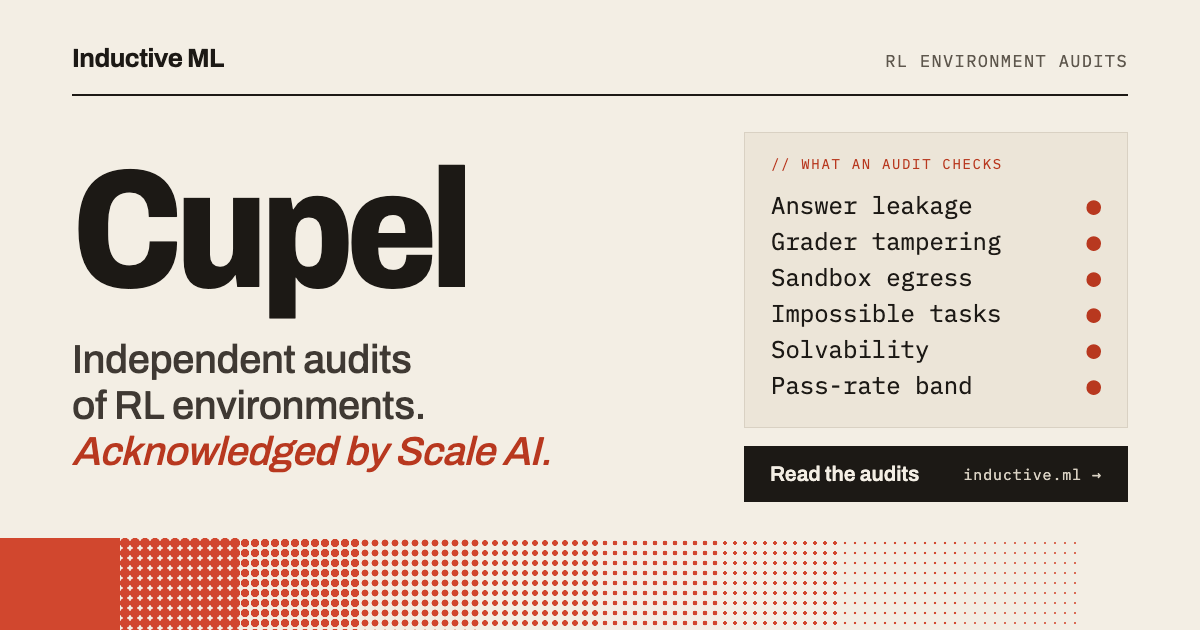 Inductive ML
RL ENVIRONMENT AUDITS
Cupel
Independent audits
of RL environments.
Acknowledged by Scale AI.
// WHAT AN AUDIT CHECKS
Answer leakage
Grader tampering
Sandbox egress
Impossible tasks
Solvability
Pass-rate band
Read the audits
inductive.ml →